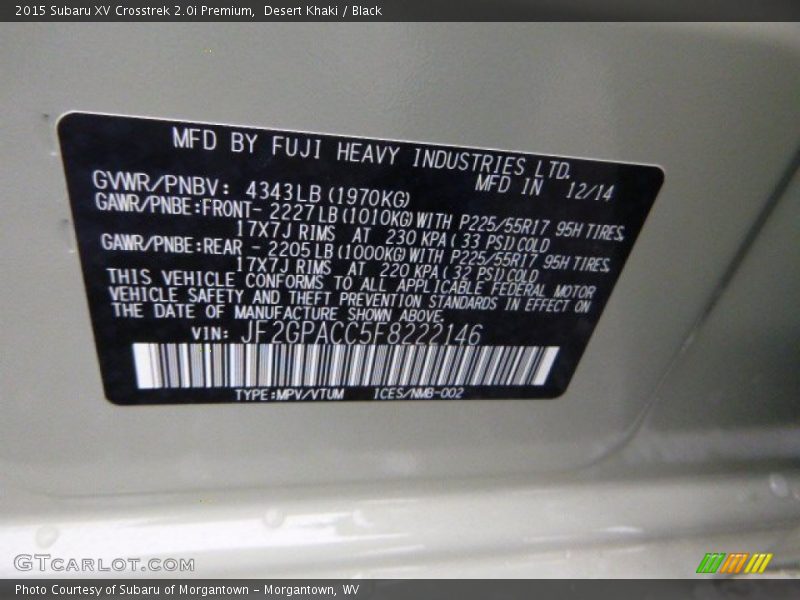 2015 Subaru XV Crosstrek 2.0i Premium,  Desert Khaki / Black
MFD BY FUJI HEAVY INDUSTRIES LTD.
MFD IN 12/14
GVWR/PNBV: 4343LB(1970KG)
GAWR/PNBE:FRONT- 2227LB(1010KG)WITH P225/55R17 95H TIRES,
17X7J RIMS AT 230 KPA( 33 PSI)COLD
GAWR/PNBE:REAR - 2205LB(1000KG)WITH P225/55R17 95H TIRES,
17X7J RIMS AT 220 KPA( 32 PSI)COLD
THIS VEHICLE CONFORMS TO ALL APPLICABLE FEDERAL MOTOR
VEHICLE SAFETY AND THEFT PREVENTION STANDARDS IN EFFECT ON
THE DATE OF MANUFACTURE SHOWN ABOVE.
VIN: JF2GPACC5F8222146
TYPE:MPV/VTUM 1CES/NMB-002
GTCARLOT.COM
Photo Courtesy of Subaru of Morgantown – Morgantown, WV